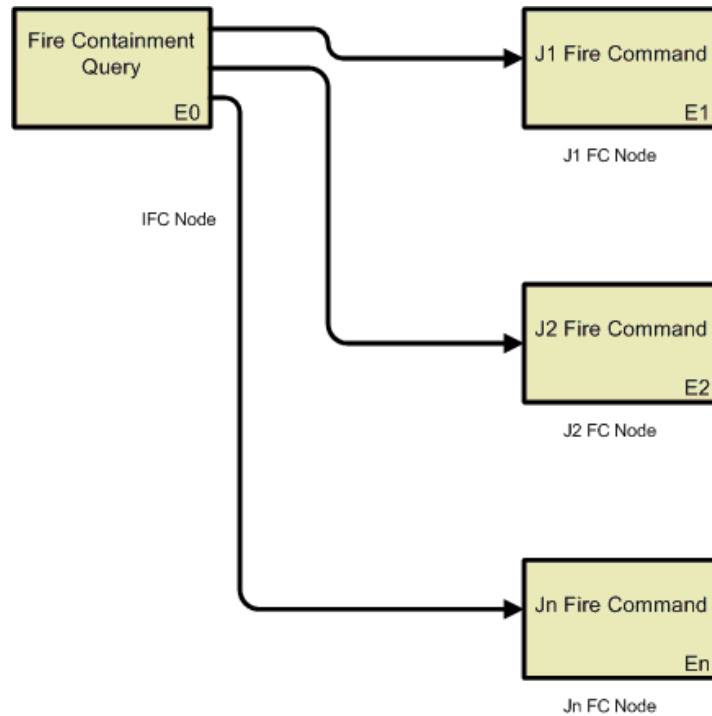 Fire Containment
Query
E0
IFC Node
J1 Fire Command
E1
J1 FC Node
J2 Fire Command
E2
J2 FC Node
Jn Fire Command
En
Jn FC Node